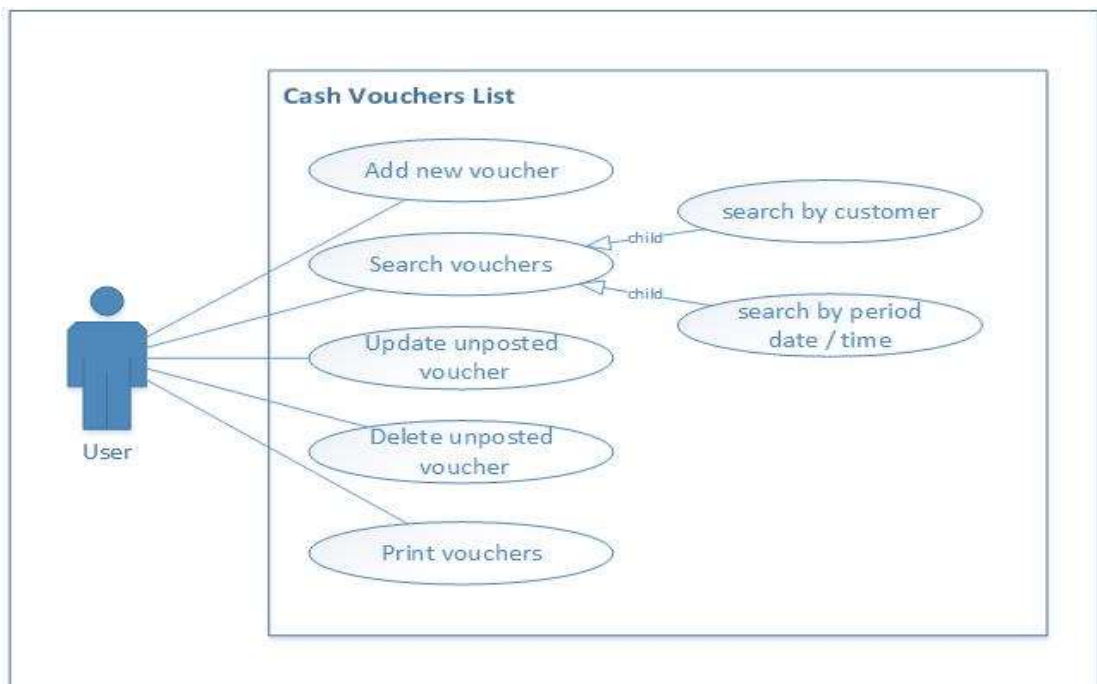 Cash Vouchers List
Add new voucher
search by customer
child
Search vouchers
child
search by period
date / time
Update unposted
voucher
Delete unposted
voucher
User
Print vouchers